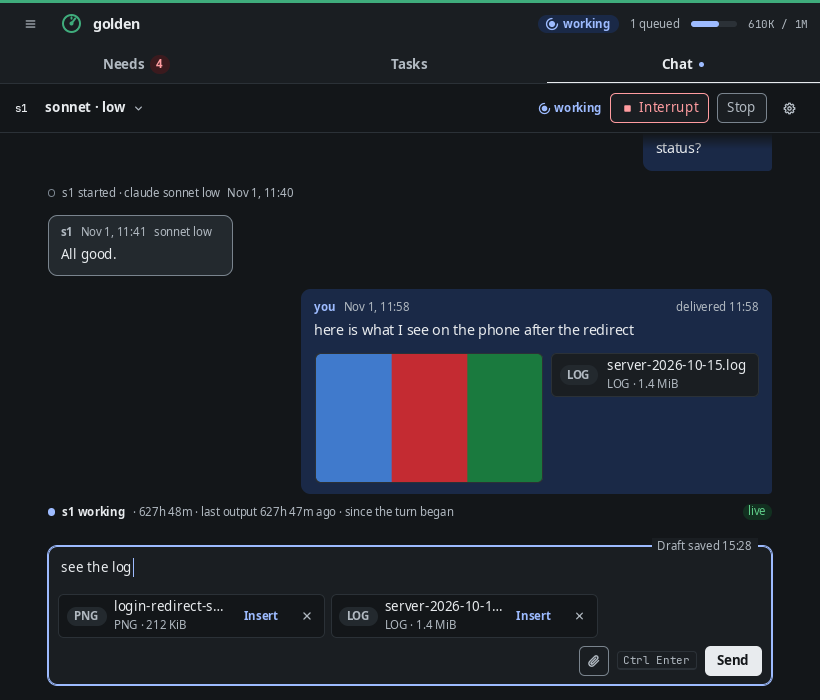 golden
working
1 queued
610K / 1M
Needs 4
Tasks
Chat
s1 sonnet · low
working
Interrupt
Stop
status?
s1 started · claude sonnet low Nov 1, 11:40
s1 Nov 1, 11:41 sonnet low
All good.
you Nov 1, 11:58
delivered 11:58
here is what I see on the phone after the redirect
LOG
server-2026-10-15.log
LOG · 1.4 MiB
s1 working · 627h 48m · last output 627h 47m ago · since the turn began
live
Draft saved 15:28
see the log
PNG
login-redirect-s...
PNG · 212 KiB
Insert ×
LOG
server-2026-10-1...
LOG · 1.4 MiB
Insert ×
Ctrl Enter
Send